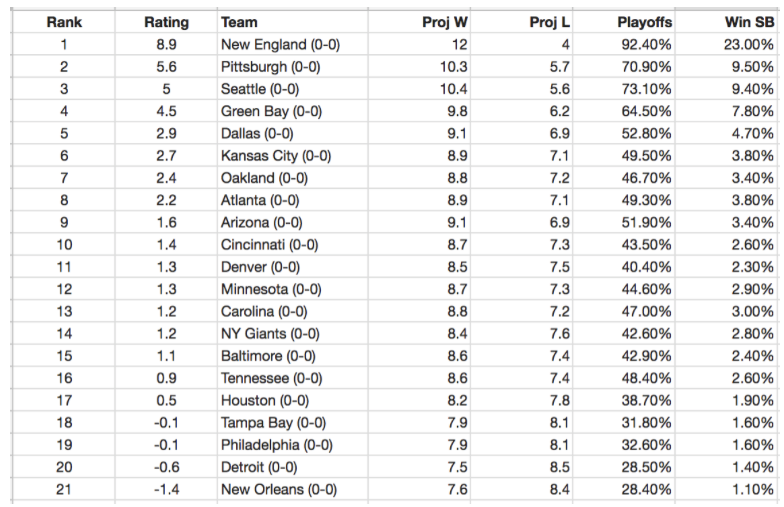 Rank Rating Team Proj W Proj L Playoffs Win SB
1 8.9 New England (0-0) 12 4 92.40% 23.00%
2 5.6 Pittsburgh (0-0) 10.3 5.7 70.90% 9.50%
3 5 Seattle (0-0) 10.4 5.6 73.10% 9.40%
4 4.5 Green Bay (0-0) 9.8 6.2 64.50% 7.80%
5 2.9 Dallas (0-0) 9.1 6.9 52.80% 4.70%
6 2.7 Kansas City (0-0) 8.9 7.1 49.50% 3.80%
7 2.4 Oakland (0-0) 8.8 7.2 46.70% 3.40%
8 2.2 Atlanta (0-0) 8.9 7.1 49.30% 3.80%
9 1.6 Arizona (0-0) 9.1 6.9 51.90% 3.40%
10 1.4 Cincinnati (0-0) 8.7 7.3 43.50% 2.60%
11 1.3 Denver (0-0) 8.5 7.5 40.40% 2.30%
12 1.3 Minnesota (0-0) 8.7 7.3 44.60% 2.90%
13 1.2 Carolina (0-0) 8.8 7.2 47.00% 3.00%
14 1.2 NY Giants (0-0) 8.4 7.6 42.60% 2.80%
15 1.1 Baltimore (0-0) 8.6 7.4 42.90% 2.40%
16 0.9 Tennessee (0-0) 8.6 7.4 48.40% 2.60%
17 0.5 Houston (0-0) 8.2 7.8 38.70% 1.90%
18 -0.1 Tampa Bay (0-0) 7.9 8.1 31.80% 1.60%
19 -0.1 Philadelphia (0-0) 7.9 8.1 32.60% 1.60%
20 -0.6 Detroit (0-0) 7.5 8.5 28.50% 1.40%
21 -1.4 New Orleans (0-0) 7.6 8.4 28.40% 1.10%